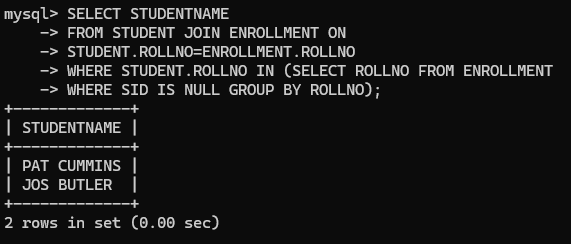 mysql> SELECT STUDENTNAME
    -> FROM STUDENT JOIN ENROLLMENT ON
    -> STUDENT.ROLLNO=ENROLLMENT.ROLLNO
    -> WHERE STUDENT.ROLLNO IN (SELECT ROLLNO FROM ENROLLMENT
    -> WHERE SID IS NULL GROUP BY ROLLNO);
+-------------+
| STUDENTNAME |
+-------------+
| PAT CUMMINS |
| JOS BUTLER  |
+-------------+
2 rows in set (0.00 sec)